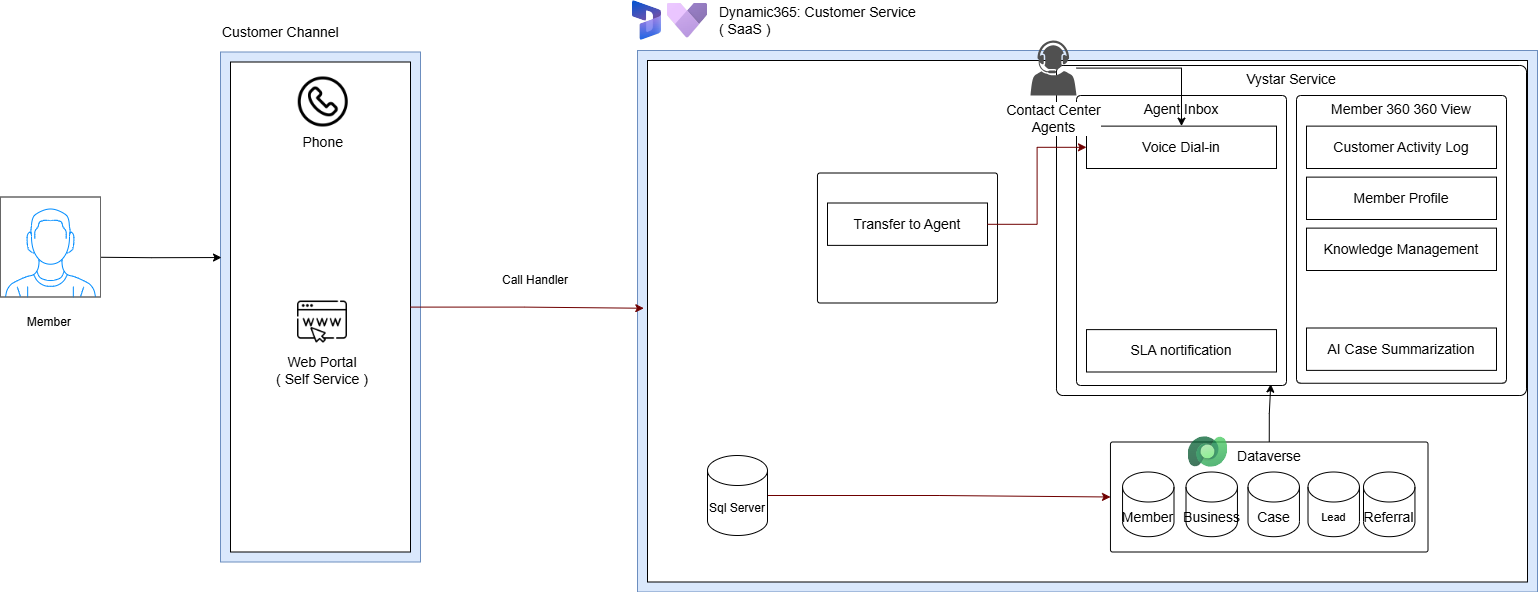 Dynamic365: Customer Service
( SaaS )
Customer Channel
Phone
WWW
Web Portal
( Self Service )
Member
Call Handler
Contact Center
Agents
Vystar Service
Agent Inbox
Voice Dial-in
SLA nortification
Member 360 360 View
Customer Activity Log
Member Profile
Knowledge Management
AI Case Summarization
Transfer to Agent
Sql Server
Dataverse
Member
Business
Case
Lead
Referral